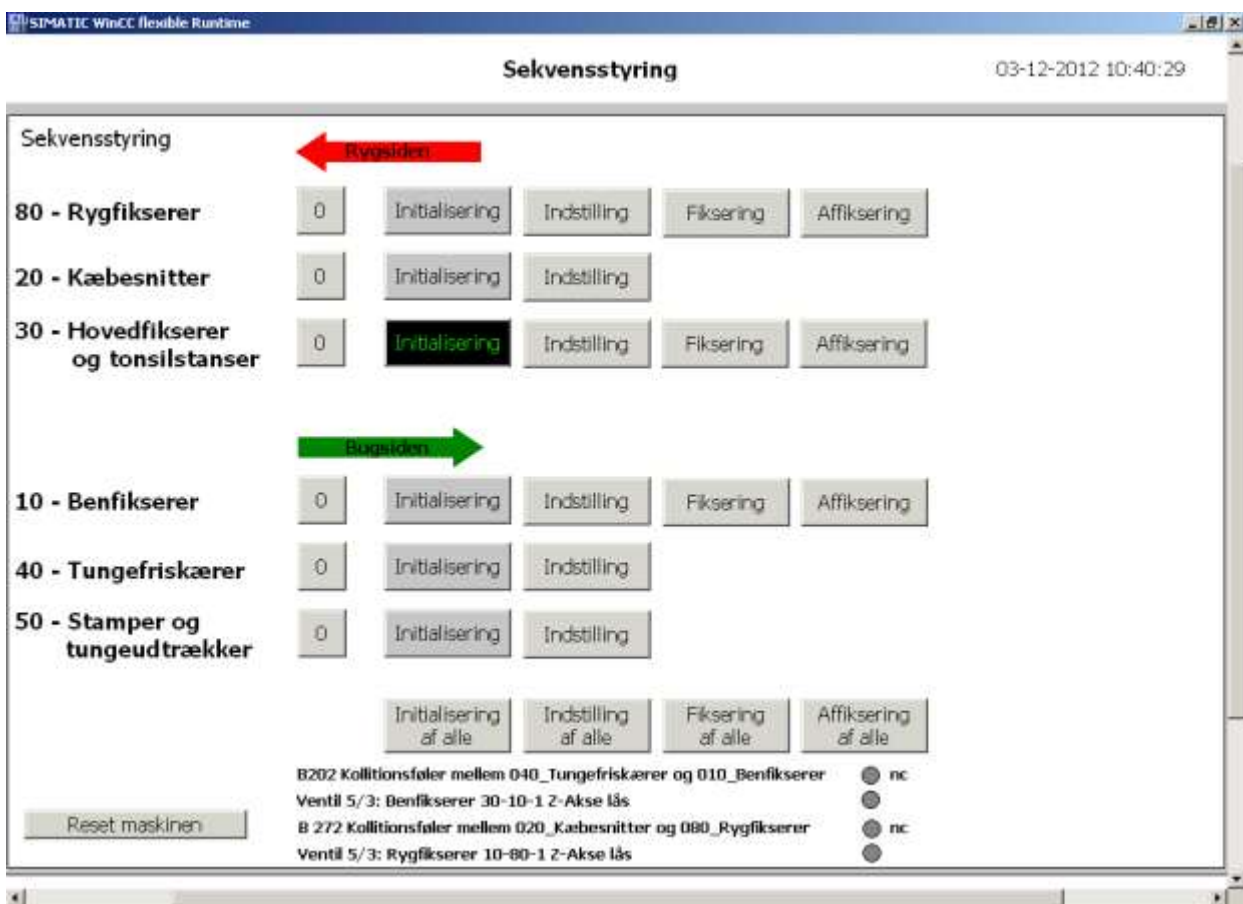 SIMATIC WinCC flexible Runtime
Sekvensstyring 03-12-2012 10:40:29
Sekvensstyring
Rygsiden
80 - Rygfikserer 0 Initialisering Indstilling Fiksering Affiksering
20 - Kæbesnitter 0 Initialisering Indstilling
30 - Hovedfikserer
og tonsilstanser 0 Initialisering Indstilling Fiksering Affiksering
Bugsiden
10 - Benfikserer 0 Initialisering Indstilling Fiksering Affiksering
40 - Tungefriskærer 0 Initialisering Indstilling
50 - Stamper og
tungeudtrækker 0 Initialisering Indstilling
Initialisering
af alle
Indstilling
af alle
Fiksering
af alle
Affiksering
af alle
B202 Kollitionsføler mellem 040_Tungefriskærer og 010_Benfikserer nc
Ventil 5/3: Benfikserer 30-10-1 Z-Akse lås
Reset maskinen
B 272 Kollitionsføler mellem 020_Kæbesnitter og 080_Rygfikserer nc
Ventil 5/3: Rygfikserer 10-80-1 Z-Akse lås